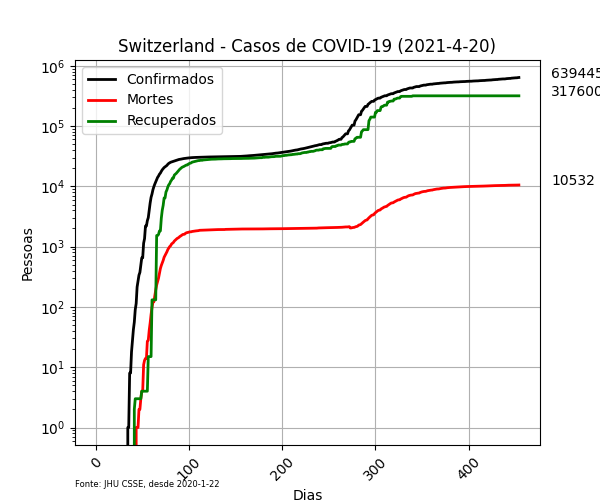 Switzerland - Casos de COVID-19 (2021-4-20)
Confirmados
Mortes
Recuperados
639445
317600
10532
10^6
10^5
10^4
10^3
10^2
10^1
10^0
Pessoas
0
100
200
300
400
Dias
Fonte: JHU CSSE, desde 2020-1-22